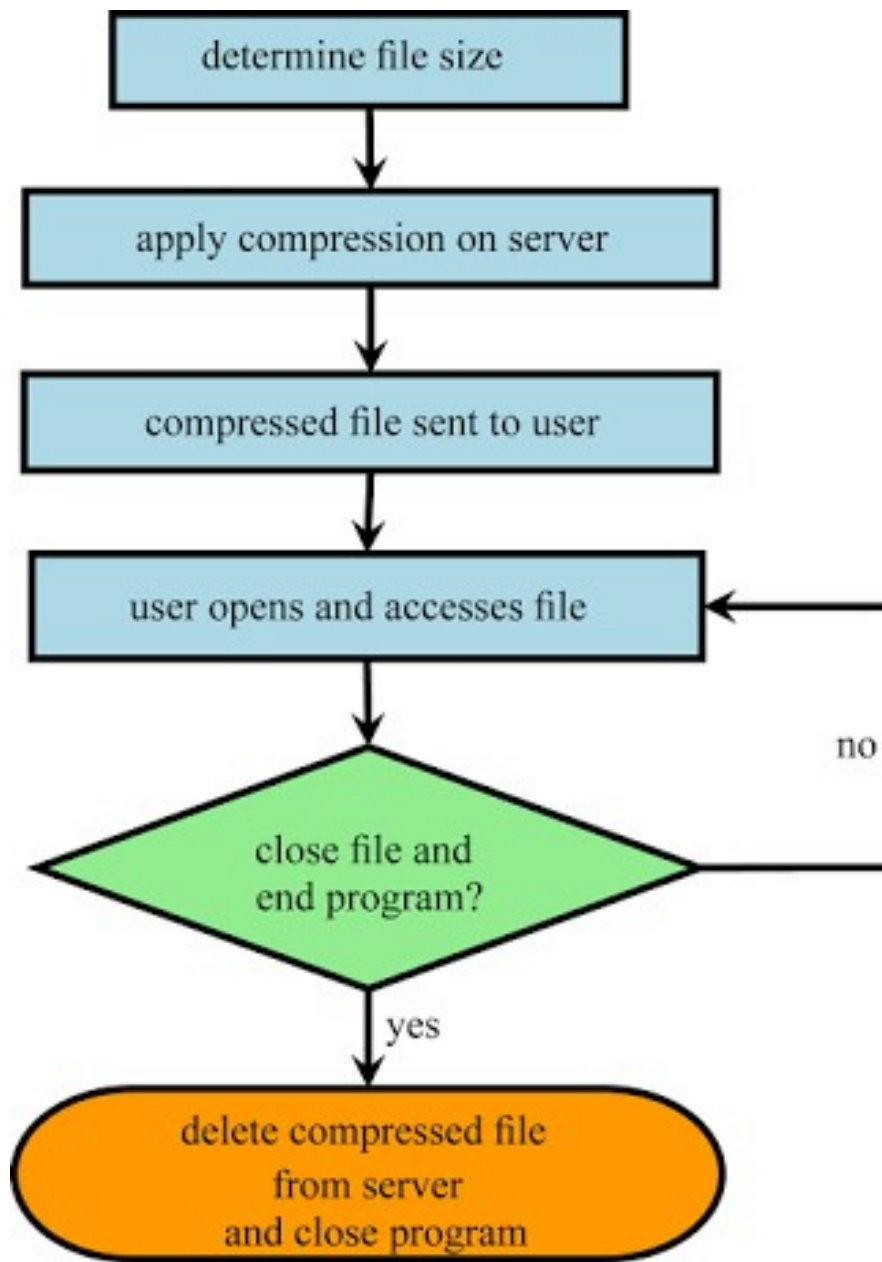 determine file size
apply compression on server
compressed file sent to user
user opens and accesses file
no
close file and
end program?
yes
delete compressed file
from server
and close program